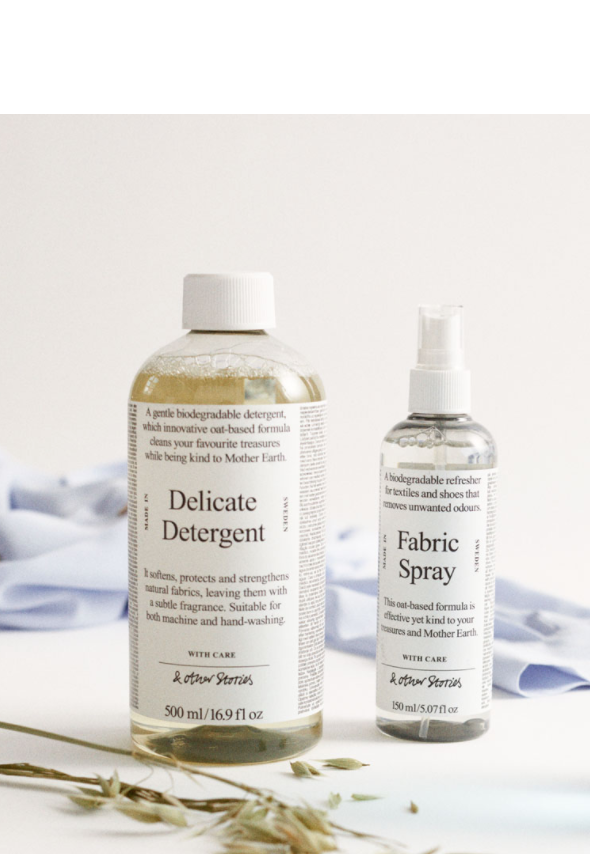 A gentle biodegradable detergent,
which innovative oat-based formula
cleans your favourite treasures
while being kind to Mother Earth.
MADE IN
Delicate
Detergent
SWEDEN
It softens, protects and strengthens
natural fabrics, leaving them with
a subtle fragrance. Suitable for
both machine and hand-washing.
WITH CARE
& other Stories
500 ml/16.9 fl oz
A biodegradable refresher
for textiles and shoes that
removes unwanted odours.
MADE IN
Fabric
Spray
SWEDEN
This oat-based formula is
effective yet kind to your
treasures and Mother Earth.
WITH CARE
& other Stories
150 ml/5.07 fl oz